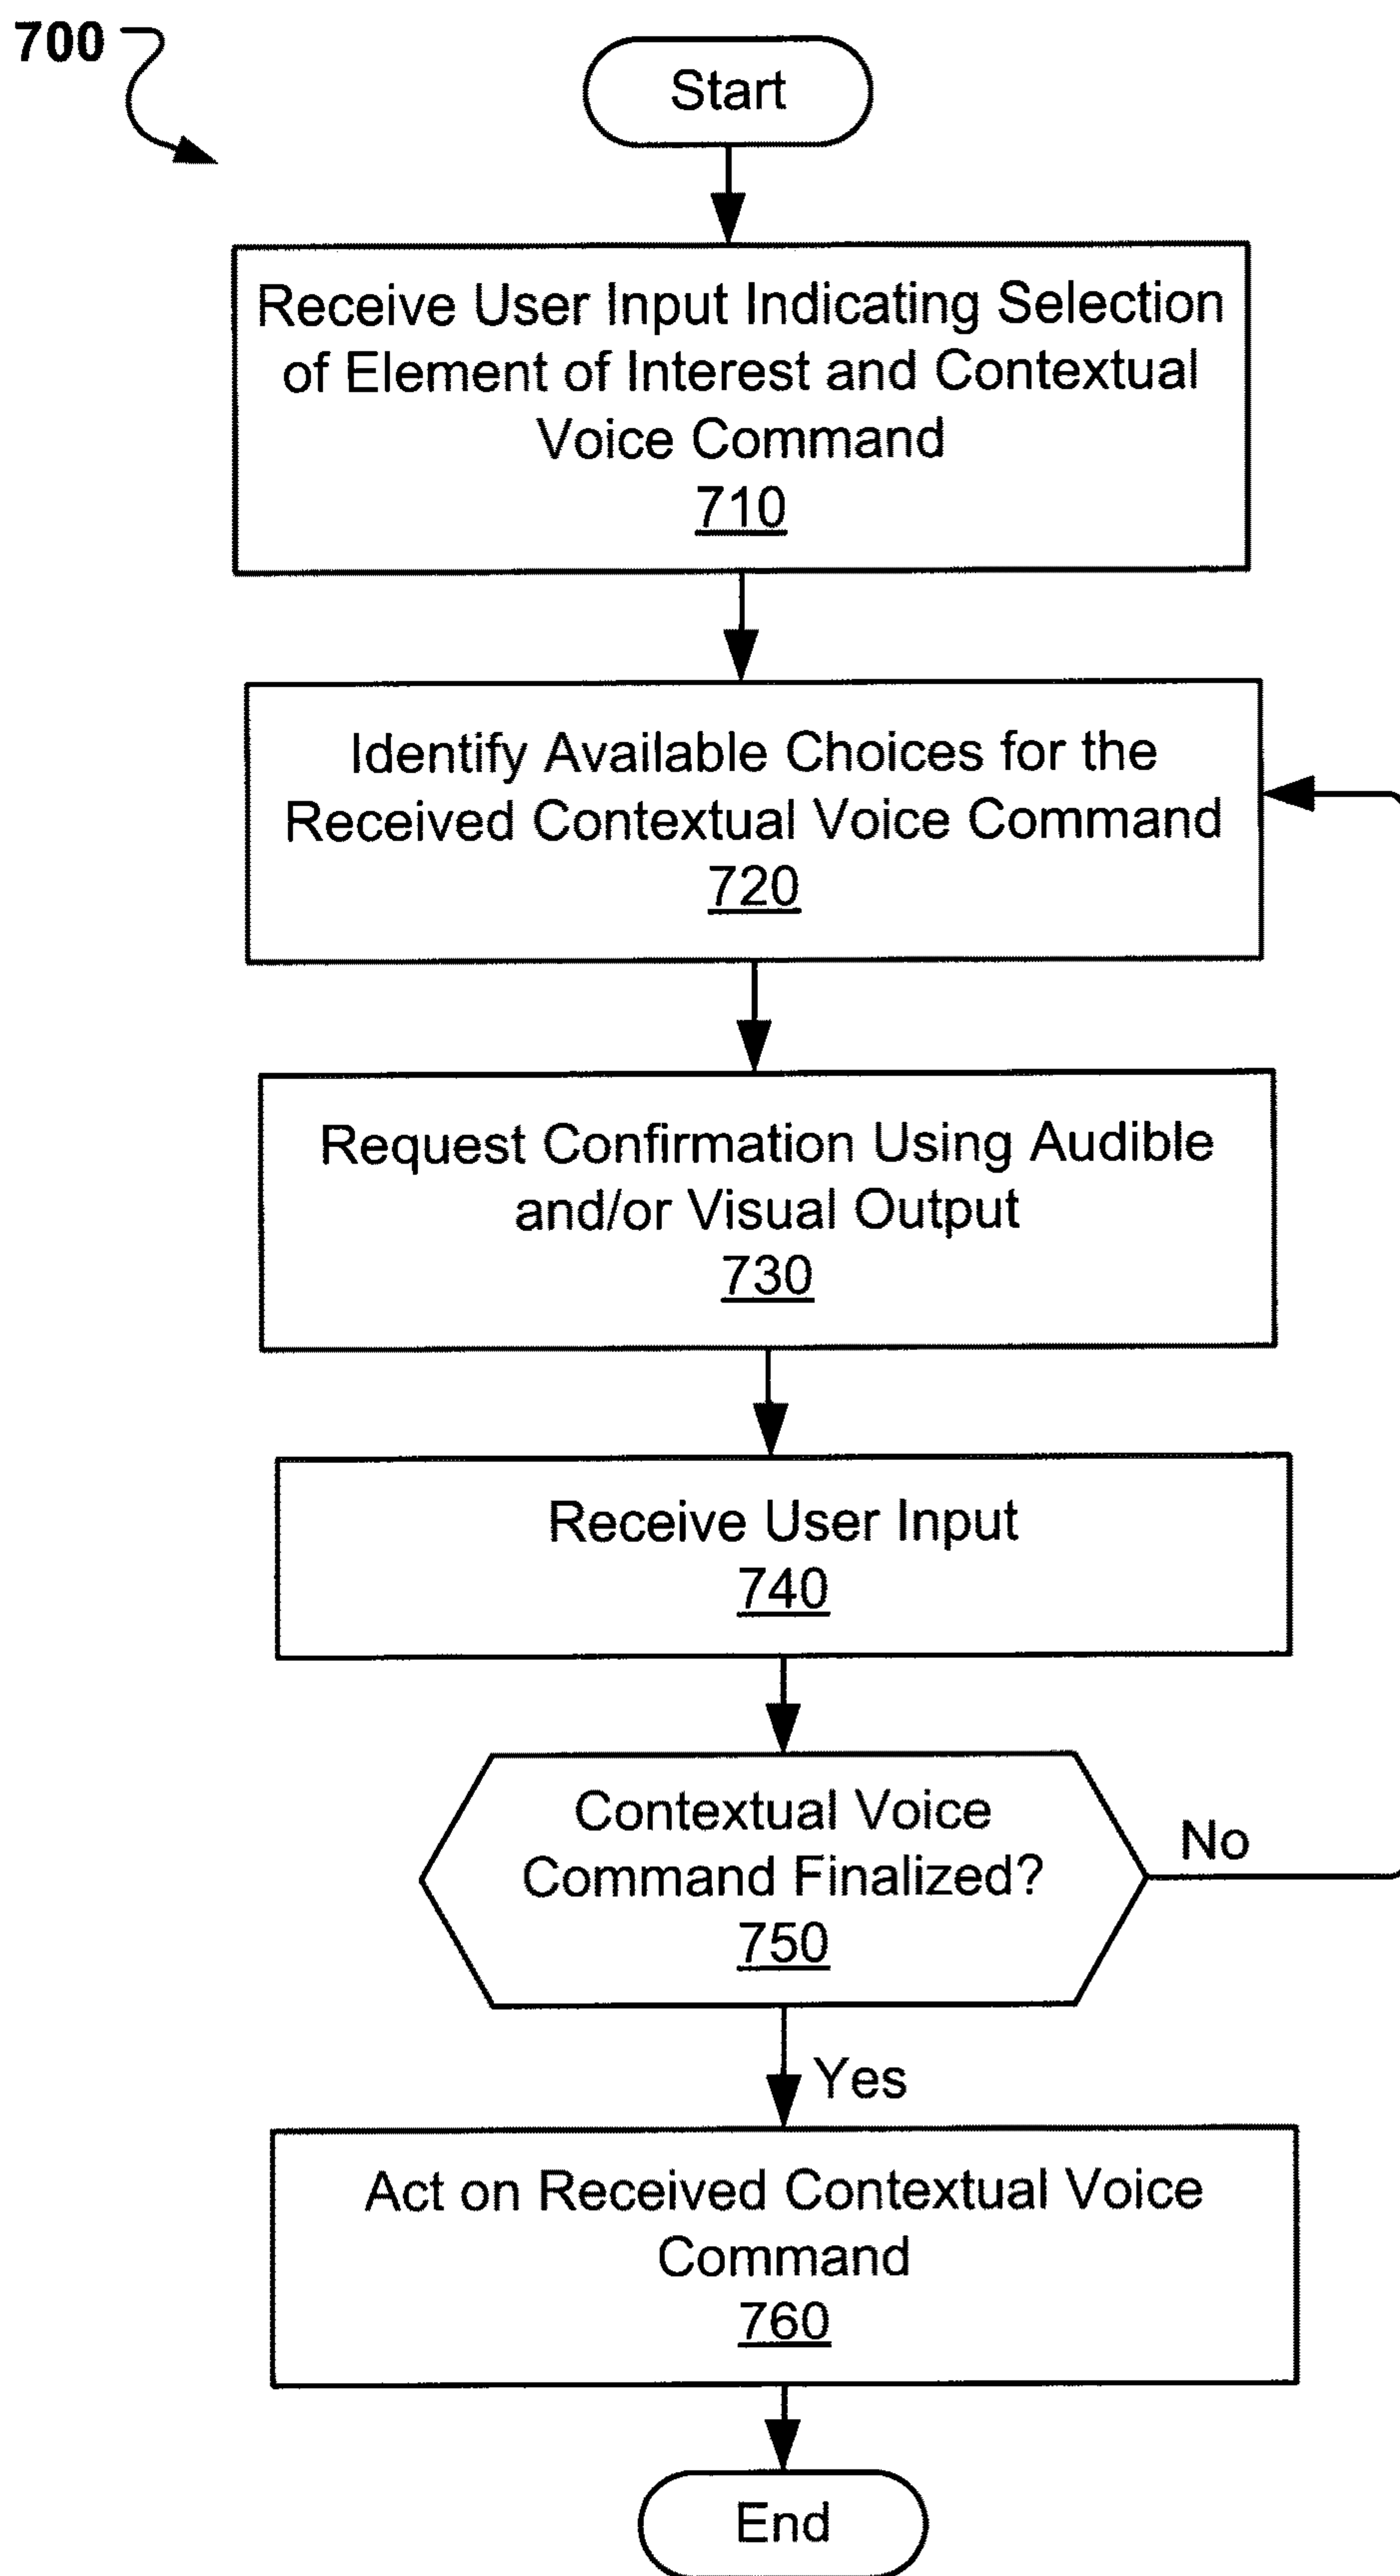 700
Start
Receive User Input Indicating Selection
of Element of Interest and Contextual
Voice Command
710
Identify Available Choices for the
Received Contextual Voice Command
720
Request Confirmation Using Audible
and/or Visual Output
730
Receive User Input
740
Contextual Voice
Command Finalized?
750
No
Yes
Act on Received Contextual Voice
Command
760
End